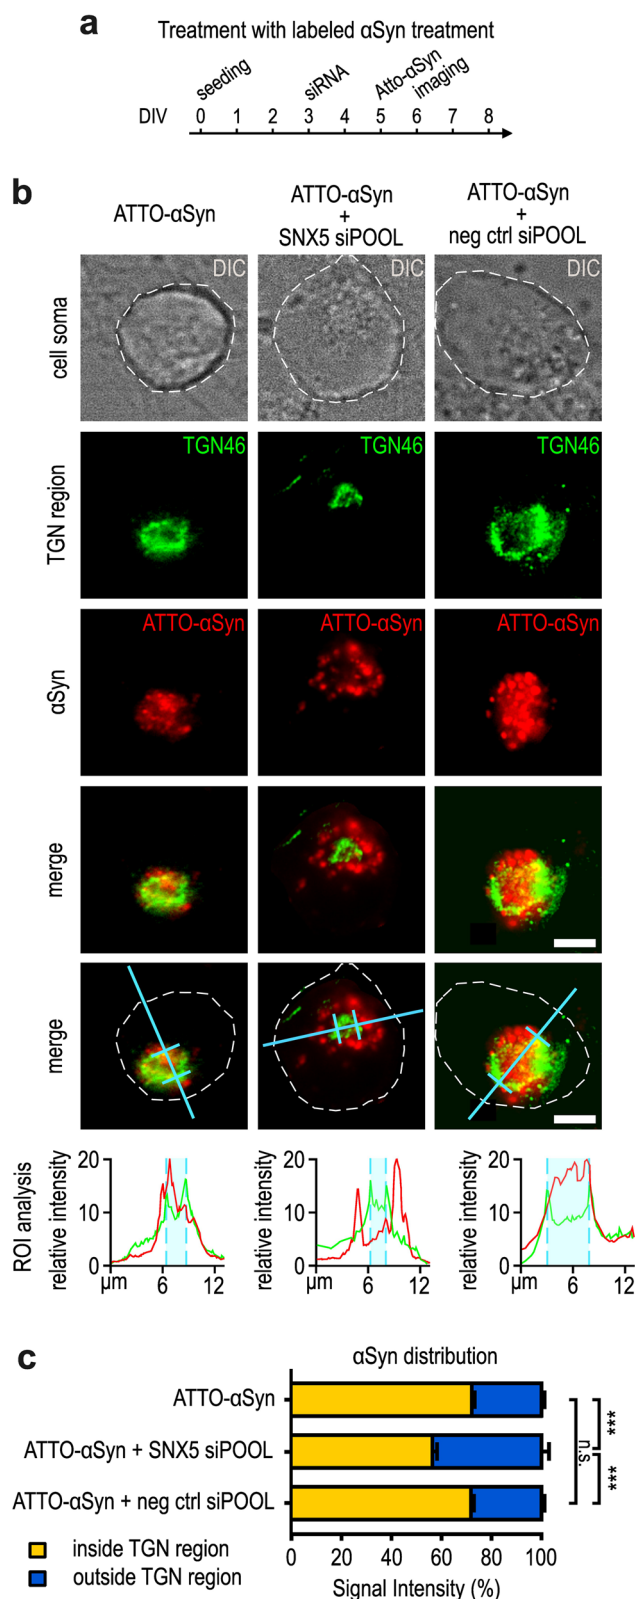 a
Treatment with labeled αSyn treatment
seeding siRNA Atto-αSyn imaging
DIV 0 1 2 3 4 5 6 7 8
b
ATTO-αSyn
ATTO-αSyn + SNX5 siPOOL
ATTO-αSyn + neg ctrl siPOOL
cell soma
DIC DIC DIC
TGN region
TGN46 TGN46 TGN46
αSyn
ATTO-αSyn ATTO-αSyn ATTO-αSyn
merge
merge
ROI analysis
relative intensity relative intensity relative intensity
20 20 20
10 10 10
0 0 0
μm 6 12 μm 6 12 μm 6 12
c
αSyn distribution
ATTO-αSyn
ATTO-αSyn + SNX5 siPOOL
ATTO-αSyn + neg ctrl siPOOL
n.s. *** ***
inside TGN region
outside TGN region
0 20 40 60 80 100
Signal Intensity (%)